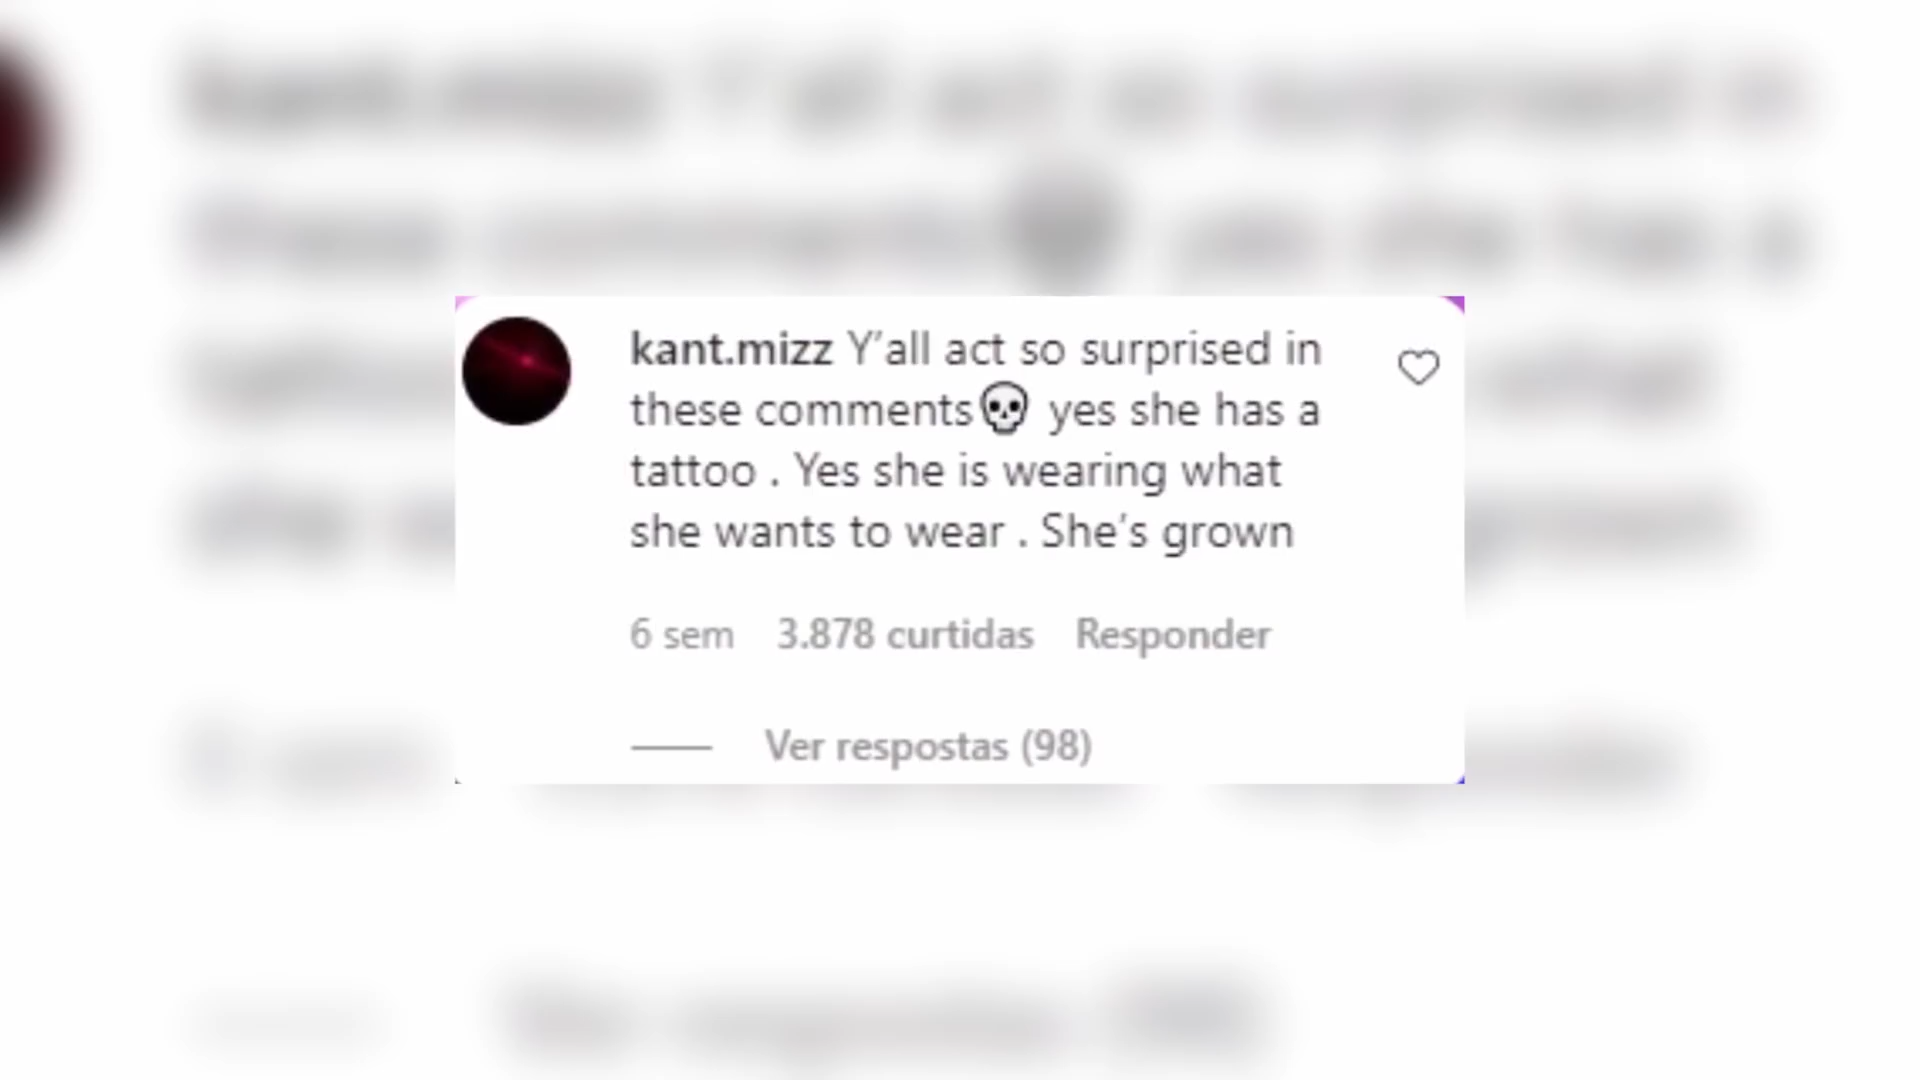 kant.mizz Y'all act so surprised in
these comments💀 yes she has a
tattoo . Yes she is wearing what
she wants to wear . She's grown
6 sem 3.878 curtidas Responder
Ver respostas (98)